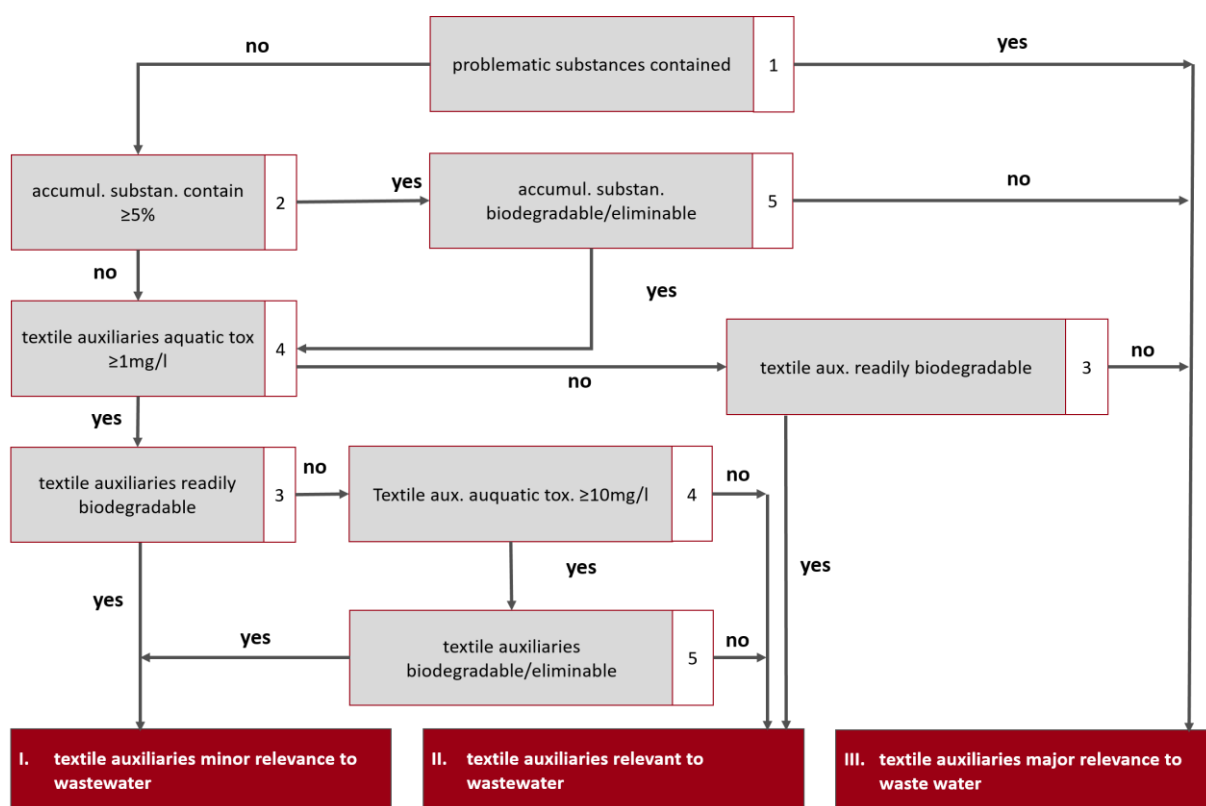 no
yes
problematic substances contained
1
accumul. substan. contain
≥5%
2
yes
accumul. substan.
biodegradable/eliminable
5
no
no
yes
textile auxiliaries aquatic tox
≥1mg/l
4
no
textile aux. readily biodegradable
3
no
yes
textile auxiliaries readily
biodegradable
3
no
Textile aux. auquatic tox. ≥10mg/l
4
no
yes
yes
yes
yes
textile auxiliaries
biodegradable/eliminable
5
no
I. textile auxiliaries minor relevance to
wastewater
II. textile auxiliaries relevant to
wastewater
III. textile auxiliaries major relevance to
waste water